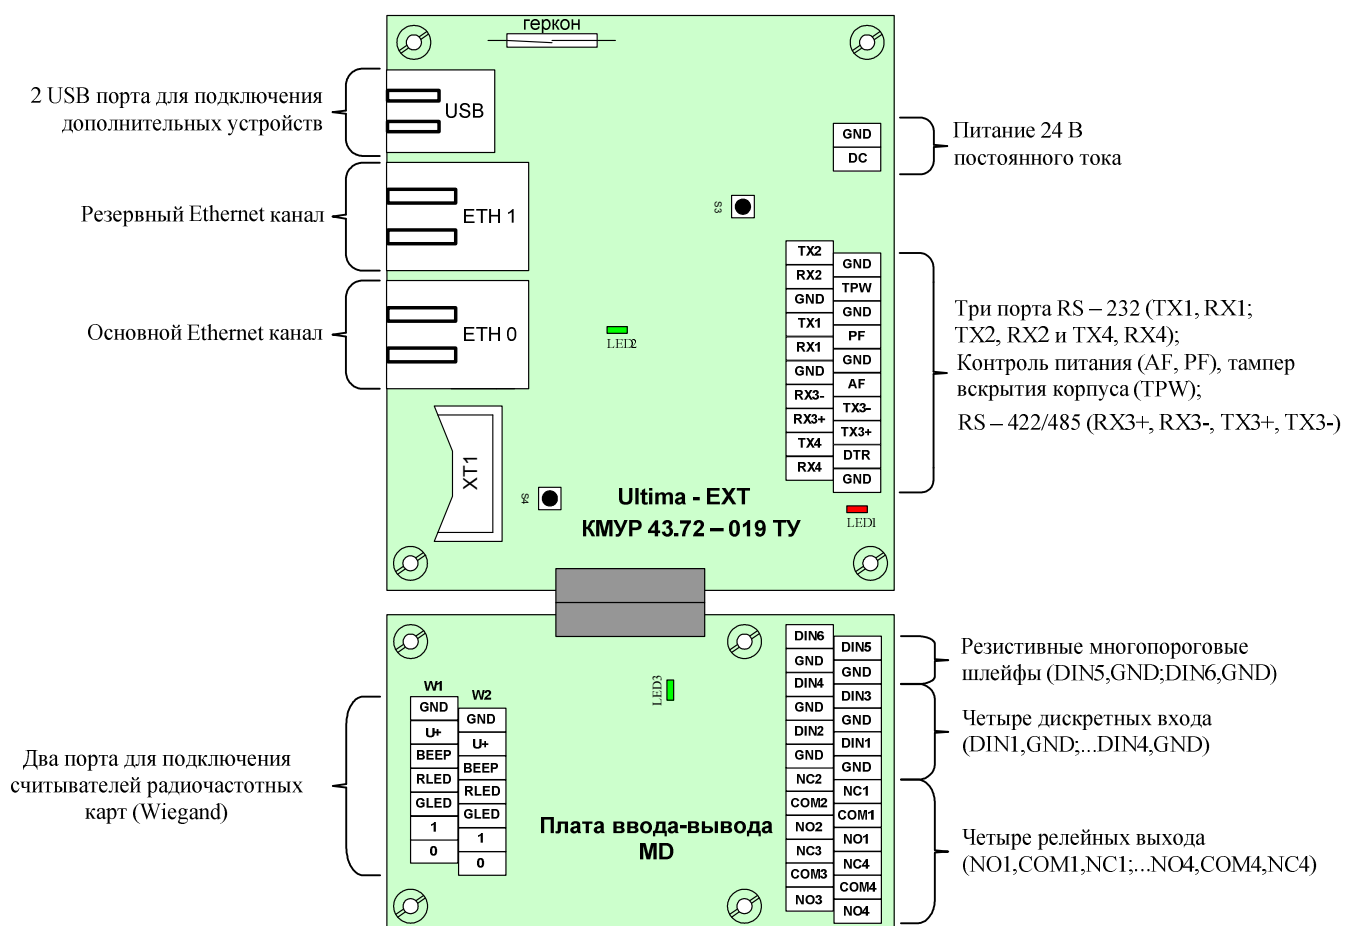 геркон
2 USB порта для подключения
дополнительных устройств
USB
Резервный Ethernet канал
ETH 1
Основной Ethernet канал
ETH 0
XT1
S4
S3
LED2
GND
DC
Питание 24 В
постоянного тока
TX2
RX2
GND
TX1
RX1
GND
RX3-
RX3+
TX4
RX4
GND
TPW
GND
PF
GND
AF
TX3-
TX3+
DTR
GND
LED1
Три порта RS – 232 (TX1, RX1;
TX2, RX2 и TX4, RX4);
Контроль питания (AF, PF), тампер
вскрытия корпуса (TPW);
RS – 422/485 (RX3+, RX3-, TX3+, TX3-)
Ultima - EXT
КМУР 43.72 – 019 ТУ
LED3
Два порта для подключения
считывателей радиочастотных
карт (Wiegand)
W1
GND
U+
BEEP
RLED
GLED
1
0
W2
GND
U+
BEEP
RLED
GLED
1
0
Плата ввода-вывода
MD
DIN6
GND
DIN4
GND
DIN2
GND
NC2
COM2
NO2
NC3
COM3
NO3
DIN5
GND
DIN3
GND
DIN1
GND
NC1
COM1
NO1
NC4
COM4
NO4
Резистивные многопороговые
шлейфы (DIN5,GND;DIN6,GND)
Четыре дискретных входа
(DIN1,GND;...DIN4,GND)
Четыре релейных выхода
(NO1,COM1,NC1;...NO4,COM4,NC4)